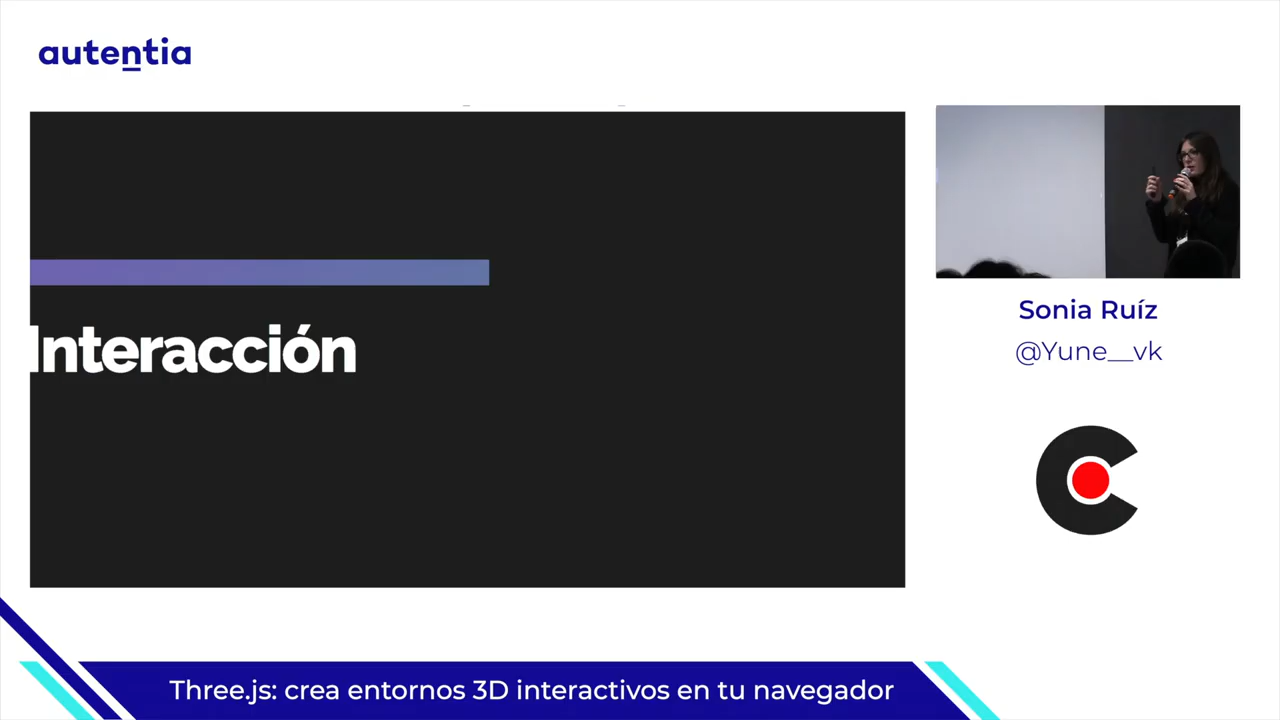 autentia
Interacción
Sonia Ruíz
@Yune__vk
Three.js: crea entornos 3D interactivos en tu navegador